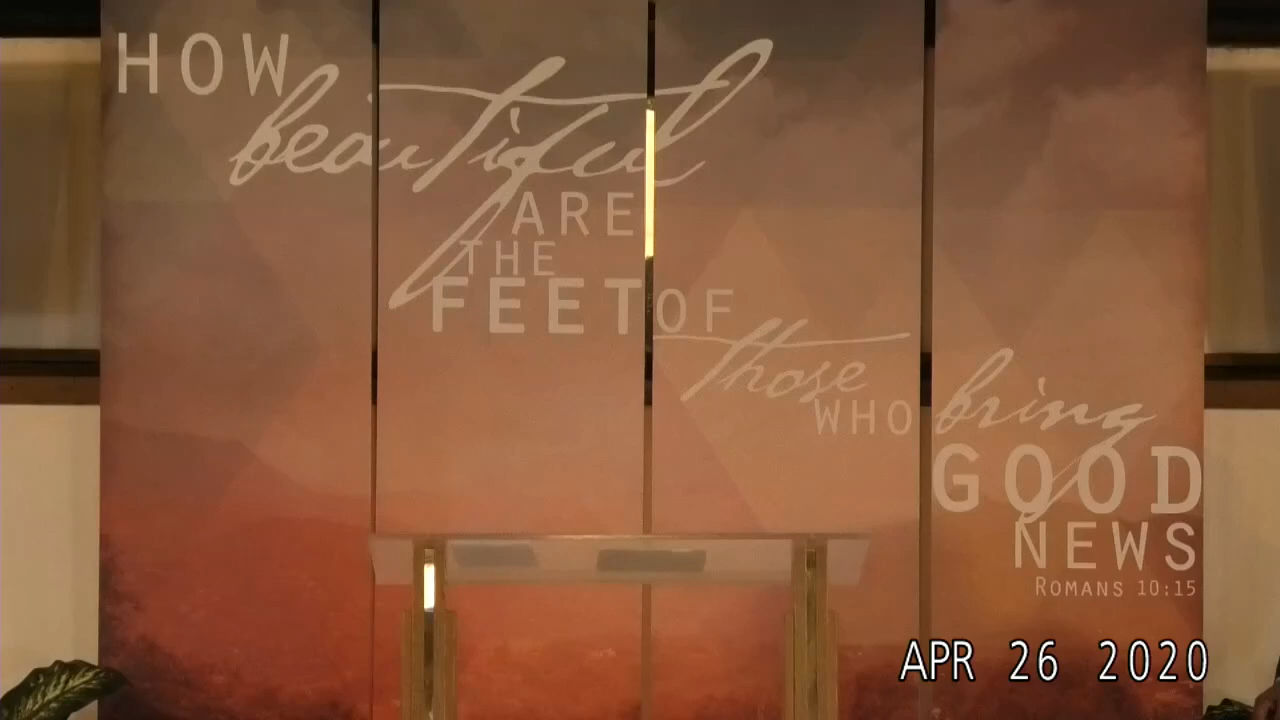 HOW
beautiful
ARE
THE
FEET OF
those
WHO bring
GOOD
NEWS
ROMANS 10:15
APR 26 2020